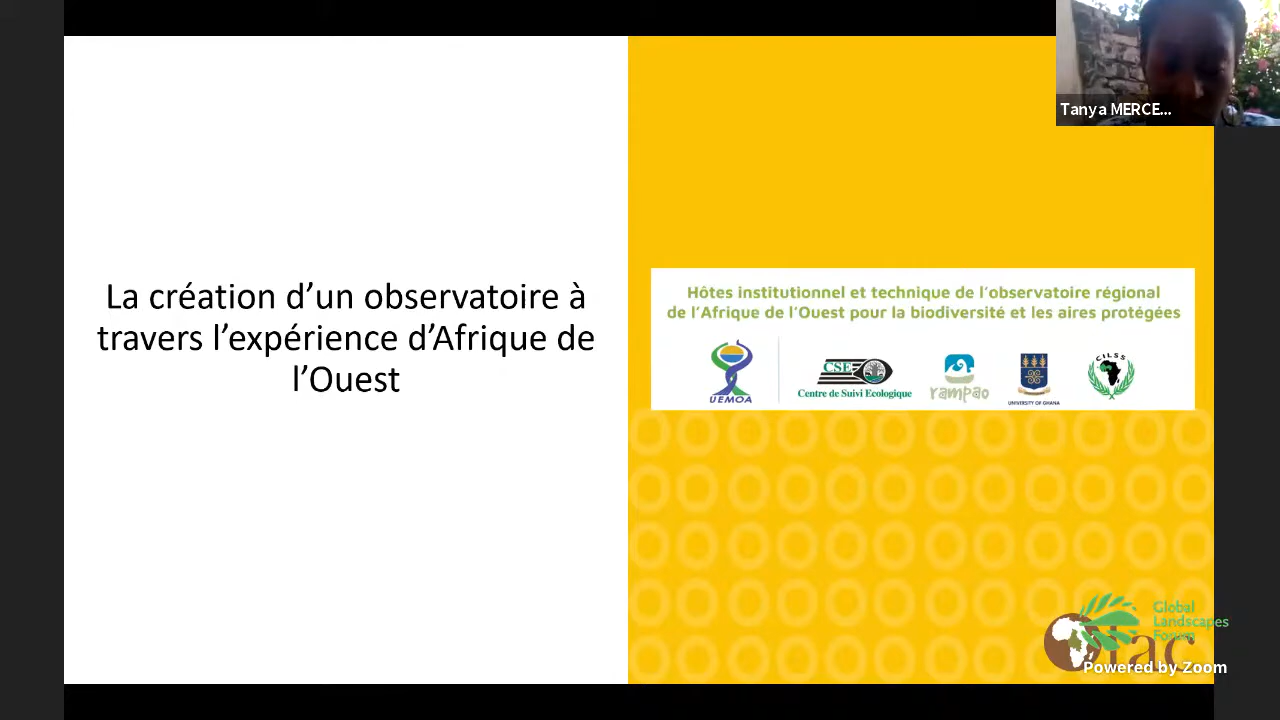 Tanya MERCE...
La création d’un observatoire à
travers l’expérience d’Afrique de
l’Ouest
Hôtes institutionnel et technique de l’observatoire régional
de l’Afrique de l’Ouest pour la biodiversité et les aires protégées
UEMOA
CSE
Centre de Suivi Ecologique
rampao
UNIVERSITY OF GHANA
CILSS
Global
Landscapes
Forum
Ofac
Powered by Zoom